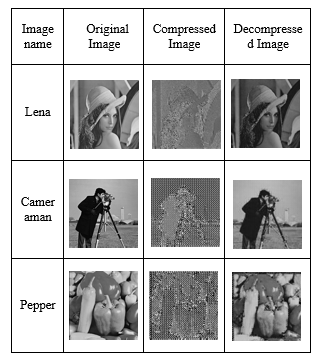 Image name
Original Image
Compressed Image
Decompresse
d Image
Lena
Camer
aman
Pepper